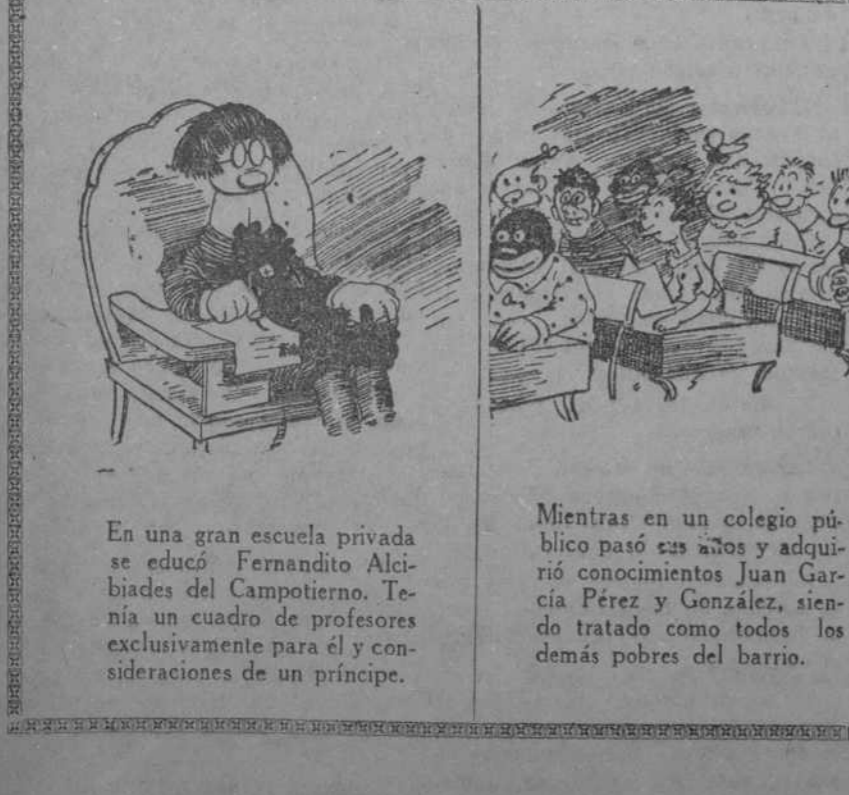 En una gran escuela privada
se educó Fernandito Alci-
biades del Campotierno. Te-
nía un cuadro de profesores
exclusivamente para él y con-
sideraciones de un príncipe.
Mientras en un colegio pú-
blico pasó sus años y adqui-
rió conocimientos Juan Gar-
cía Pérez y González, sien-
do tratado como todos los
demás pobres del barrio.